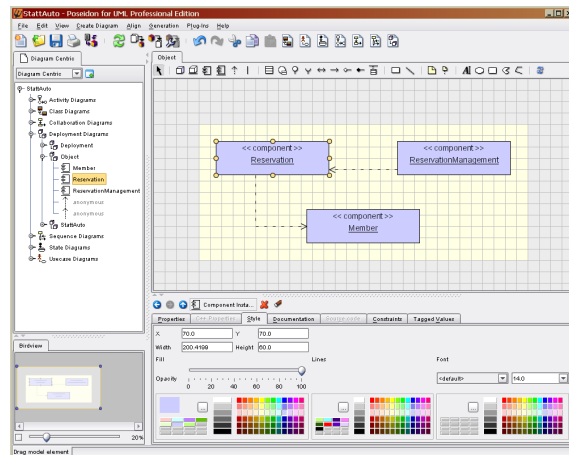 StattAuto - Poseidon for UML Professional Edition
File Edit View Create Diagram Align Generation Plug-Ins Help
Diagram Centric
Object
Diagram Centric
StattAuto
Activity Diagrams
Class Diagrams
Collaboration Diagrams
Deployment Diagrams
Deployment
Object
Member
Reservation
ReservationManagement
anonymous
anonymous
StattAuto
Sequence Diagrams
State Diagrams
Usecase Diagrams
<< component >>
Reservation
<< component >>
ReservationManagement
<< component >>
Member
Component Insta...
Properties C++ Properties Style Documentation Source code Constraints Tagged Values
X 70.0 Y 70.0
Width 200.4199 Height 60.0
Fill Lines Font
Opacity
0 20 40 60 80 100
<default> 14.0
... ... ...
Birdview
20%
Drag model element